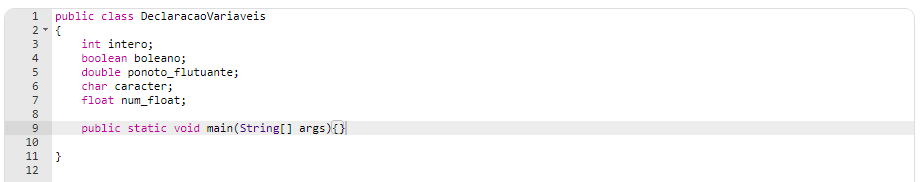 1 public class DeclaracaoVariaveis
2 {
3 int intero;
4 boolean boleano;
5 double ponoto_flutuante;
6 char caracter;
7 float num_float;
8
9 public static void main(String[] args){}
10
11 }
12